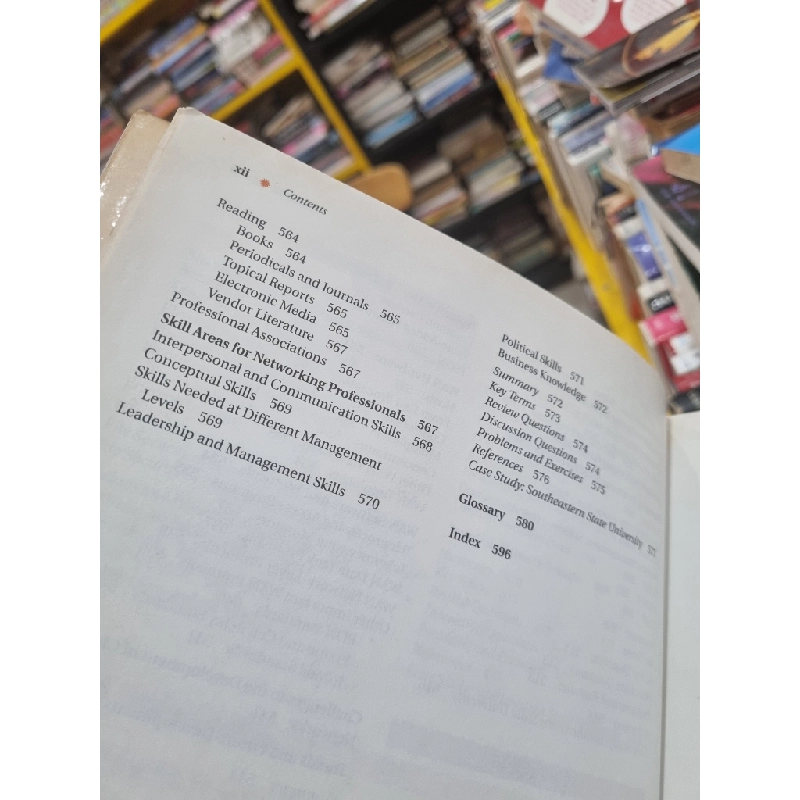 xii • Contents
Reading 564
Books 564
Periodicals and Journals 565
Topical Reports 565
Electronic Media 565
Vendor Literature 567
Professional Associations 567
Skill Areas for Networking Professionals 567
Interpersonal and Communication Skills 568
Conceptual Skills 569
Skills Needed at Different Management
Levels 569
Leadership and Management Skills 570
Political Skills 571
Business Knowledge 572
Summary 572
Key Terms 573
Review Questions 574
Discussion Questions 574
Problems and Exercises 575
References 576
Case Study: Southeastern State University
Glossary 580
Index 596